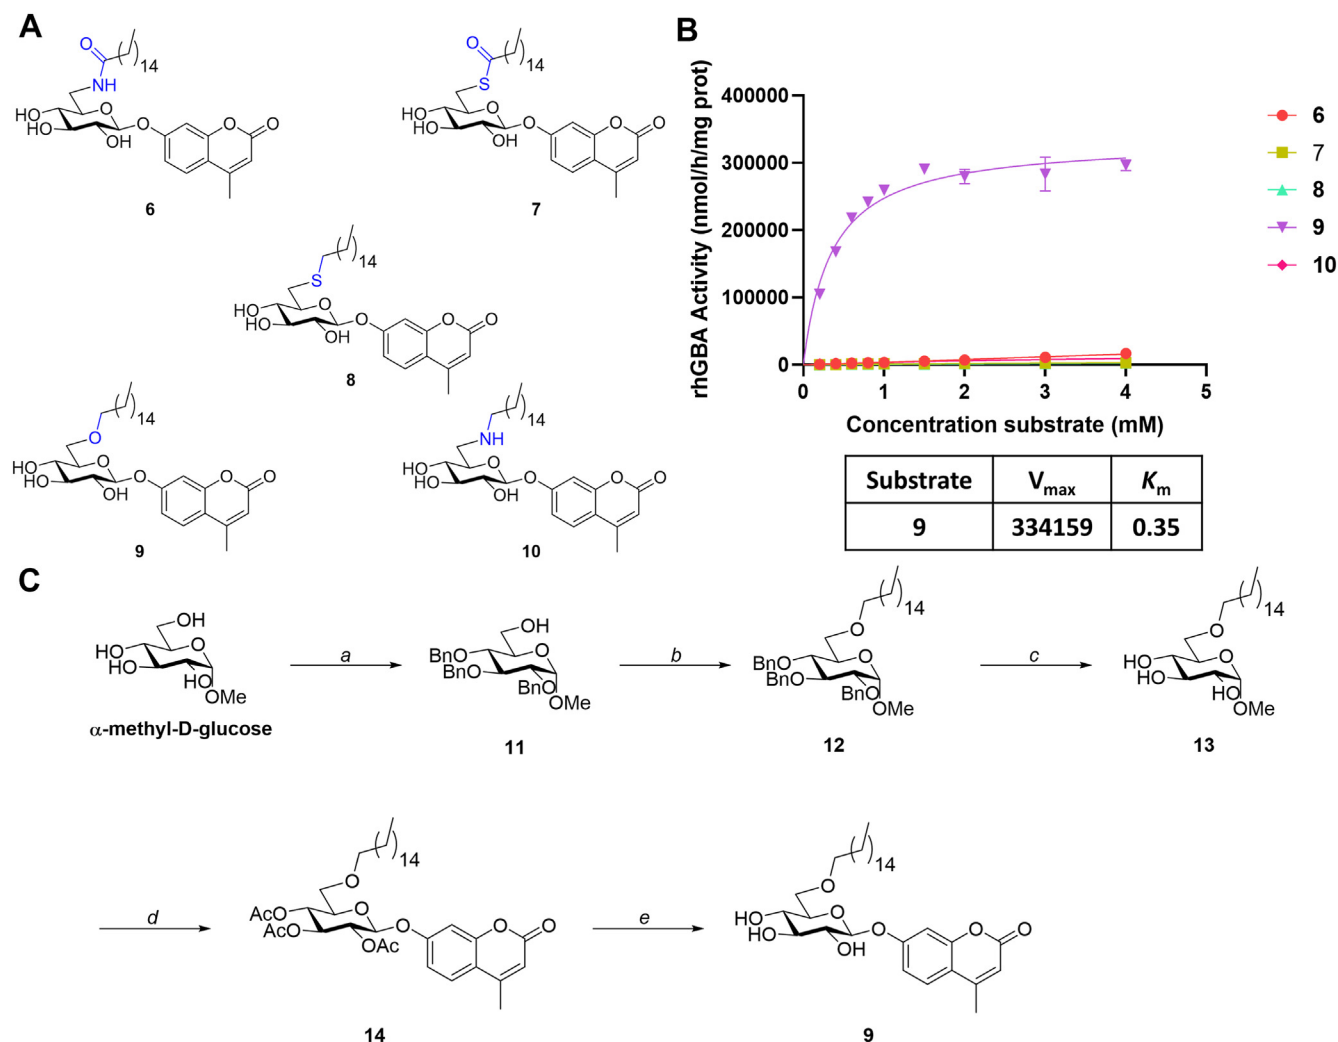 A
O
14
NH
HO
HO
OH
O
O
O
O
6
O
14
S
HO
HO
OH
O
O
O
O
7
14
S
HO
HO
OH
O
O
O
O
8
14
O
HO
HO
OH
O
O
O
O
9
14
NH
HO
HO
OH
O
O
O
O
10
B
rhGBA Activity (nmol/h/mg prot)
400000
300000
200000
100000
0
0 1 2 3 4 5
Concentration substrate (mM)
6
7
8
9
10
Substrate Vmax Km
9 334159 0.35
C
OH
HO
HO
HO
O
OMe
α-methyl-D-glucose
a
OH
BnO
BnO
BnO
O
OMe
11
b
14
O
BnO
BnO
BnO
O
OMe
12
c
14
O
HO
HO
HO
O
OMe
13
d
14
O
AcO
AcO
OAc
O
O
O
O
14
e
14
O
HO
HO
OH
O
O
O
O
9